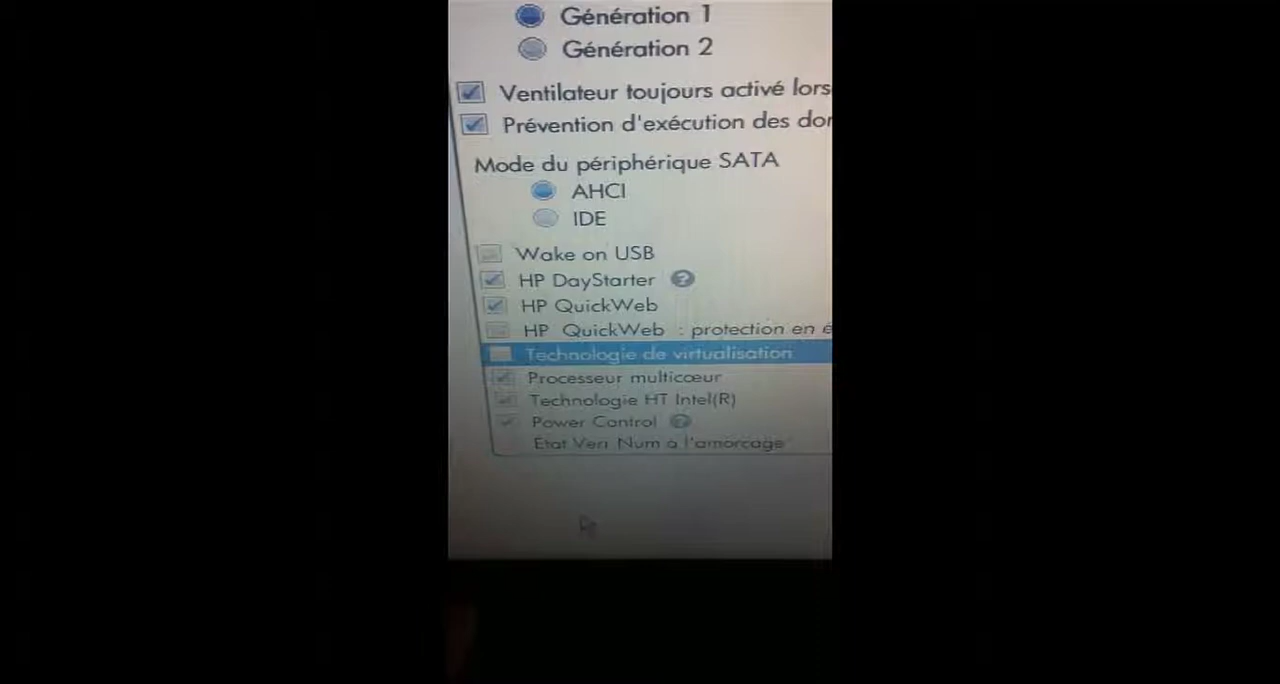 Génération 1
Génération 2
Ventilateur toujours activé lors
Prévention d'exécution des don
Mode du périphérique SATA
AHCI
IDE
Wake on USB
HP DayStarter ?
HP QuickWeb
HP QuickWeb : protection en é
Technologie de virtualisation
Processeur multicœur
Technologie HT Intel(R)
Power Control ?
État Verr Num à l'amorçage